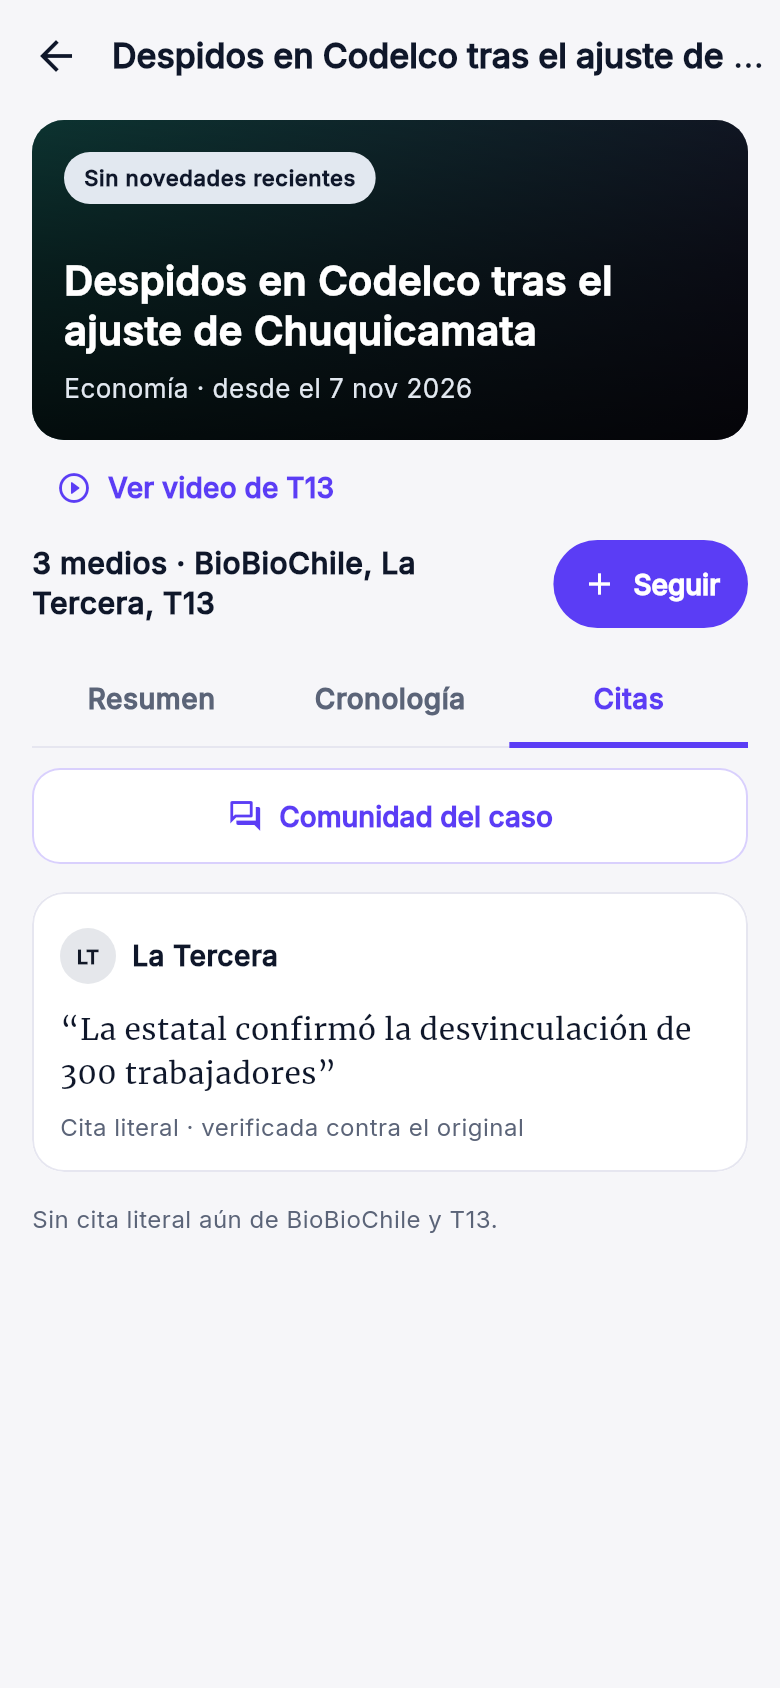 Despidos en Codelco tras el ajuste de ...
Sin novedades recientes
Despidos en Codelco tras el
ajuste de Chuquicamata
Economía · desde el 7 nov 2026
Ver video de T13
3 medios · BioBioChile, La
Tercera, T13
Seguir
Resumen
Cronología
Citas
Comunidad del caso
LT
La Tercera
“La estatal confirmó la desvinculación de
300 trabajadores”
Cita literal · verificada contra el original
Sin cita literal aún de BioBioChile y T13.